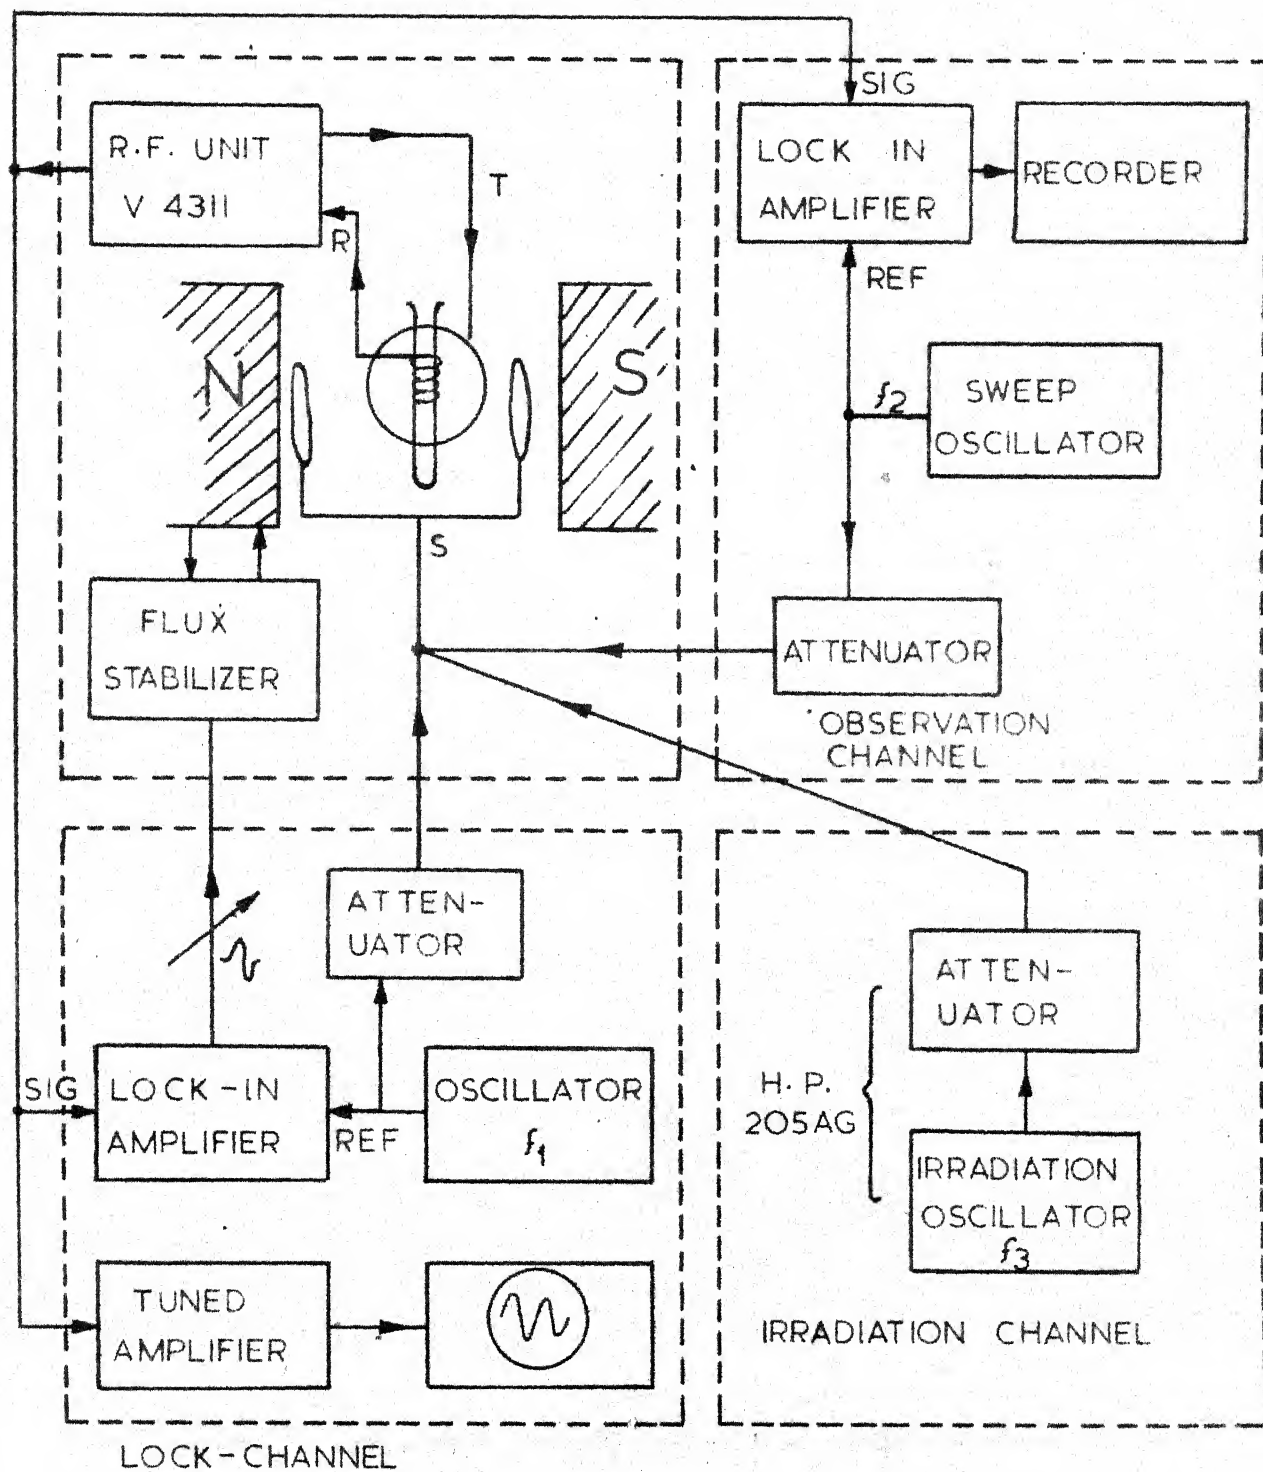 SIG
R.F. UNIT
V 4311
T
R
LOCK IN
AMPLIFIER
RECORDER
REF
N
S
f2
SWEEP
OSCILLATOR
S
FLUX
STABILIZER
ATTENUATOR
OBSERVATION
CHANNEL
ATTEN-
UATOR
ATTEN-
UATOR
SIG
LOCK-IN
AMPLIFIER
REF
OSCILLATOR
f1
H.P.
205AG
IRRADIATION
OSCILLATOR
f3
TUNED
AMPLIFIER
IRRADIATION CHANNEL
LOCK-CHANNEL